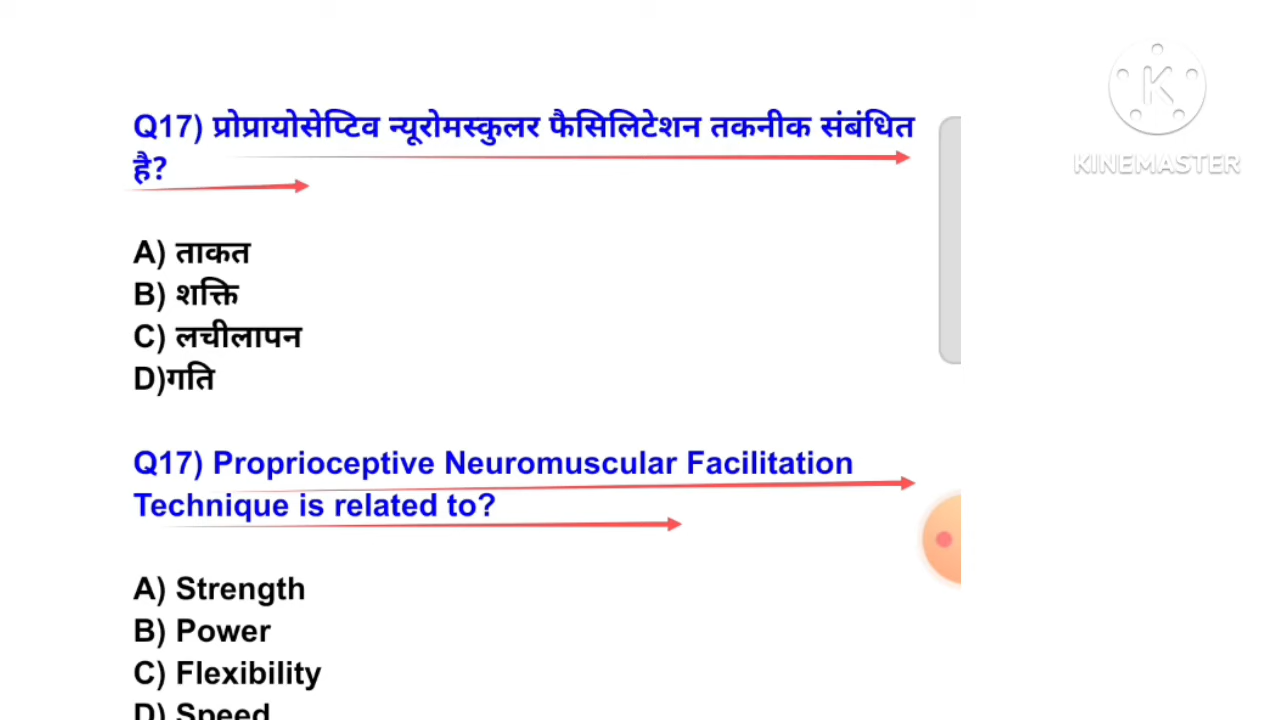 Q17) प्रोप्रायोसेप्टिव न्यूरोमस्कुलर फैसिलिटेशन तकनीक संबंधित
है?
A) ताकत
B) शक्ति
C) लचीलापन
D)गति
Q17) Proprioceptive Neuromuscular Facilitation
Technique is related to?
A) Strength
B) Power
C) Flexibility
D) Speed
K
KINEMASTER